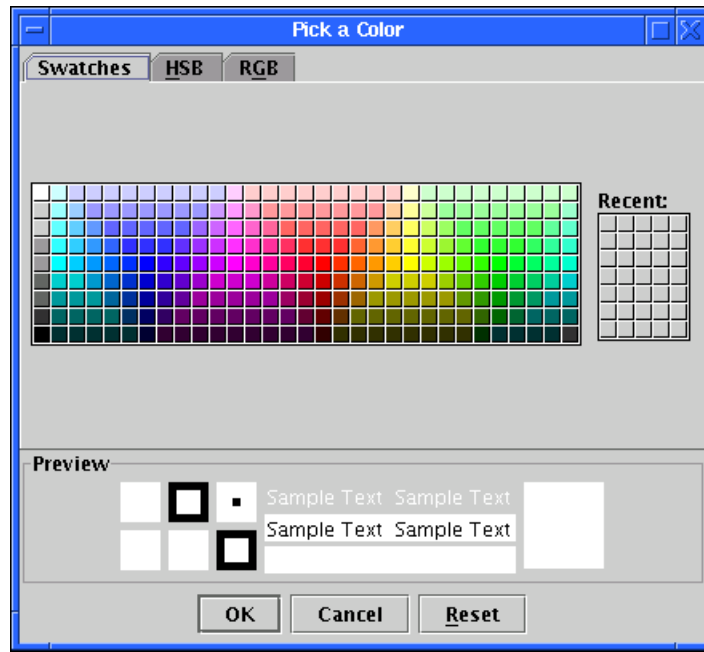 Pick a Color
Swatches HSB RGB
Recent:
Preview
Sample Text Sample Text
Sample Text Sample Text
OK Cancel Reset